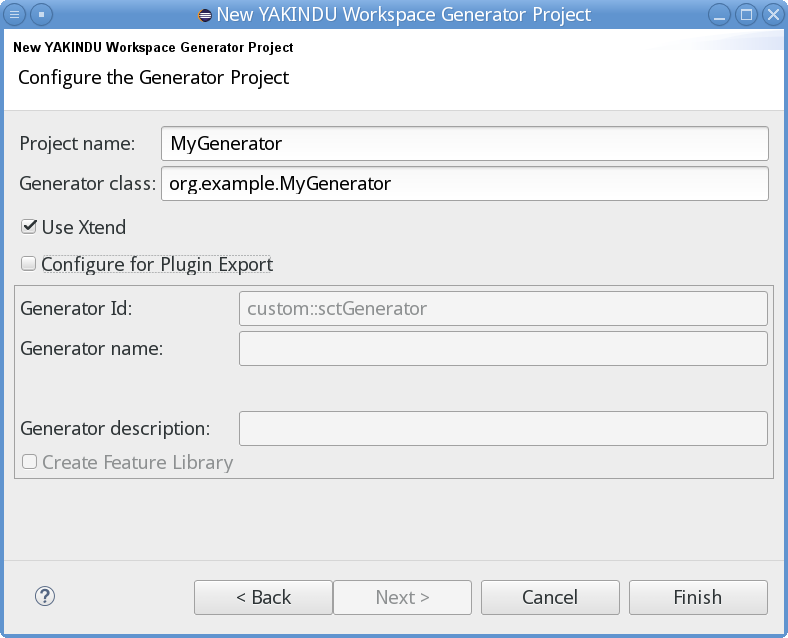 New YAKINDU Workspace Generator Project
New YAKINDU Workspace Generator Project
Configure the Generator Project
Project name: MyGenerator
Generator class: org.example.MyGenerator
Use Xtend
Configure for Plugin Export
Generator Id: custom::sctGenerator
Generator name:
Generator description:
Create Feature Library
? < Back Next > Cancel Finish